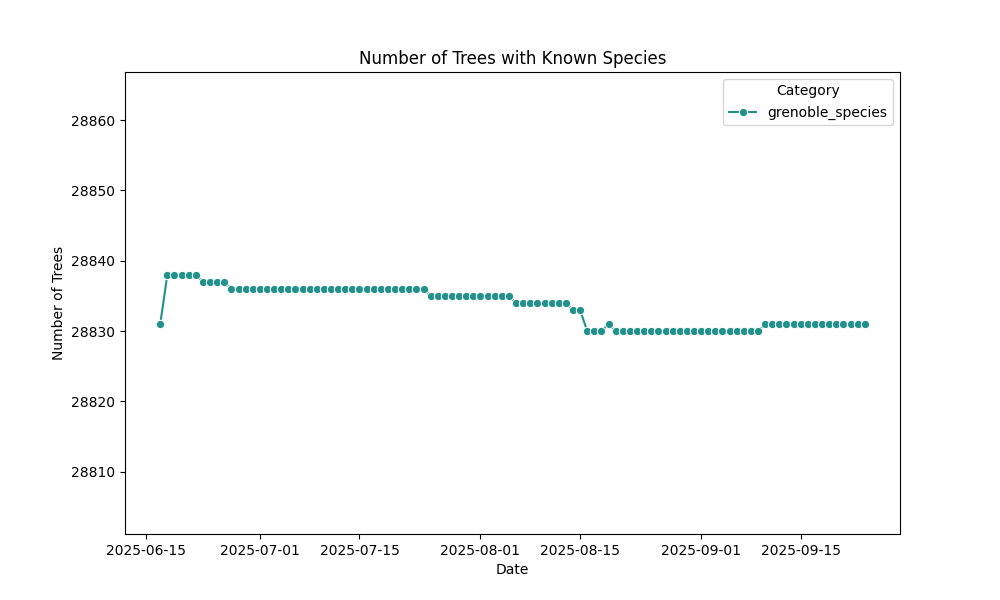 Number of Trees with Known Species
Category
grenoble_species
Number of Trees
28860
28850
28840
28830
28820
28810
2025-06-15 2025-07-01 2025-07-15 2025-08-01 2025-08-15 2025-09-01 2025-09-15
Date